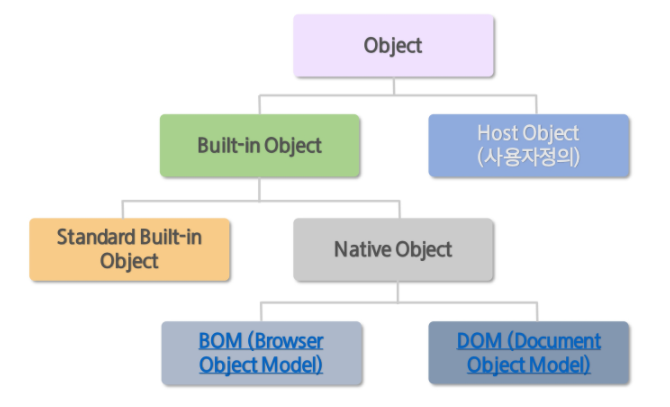 Object
Built-in Object
Host Object
(사용자정의)
Standard Built-in
Object
Native Object
BOM (Browser
Object Model)
DOM (Document
Object Model)